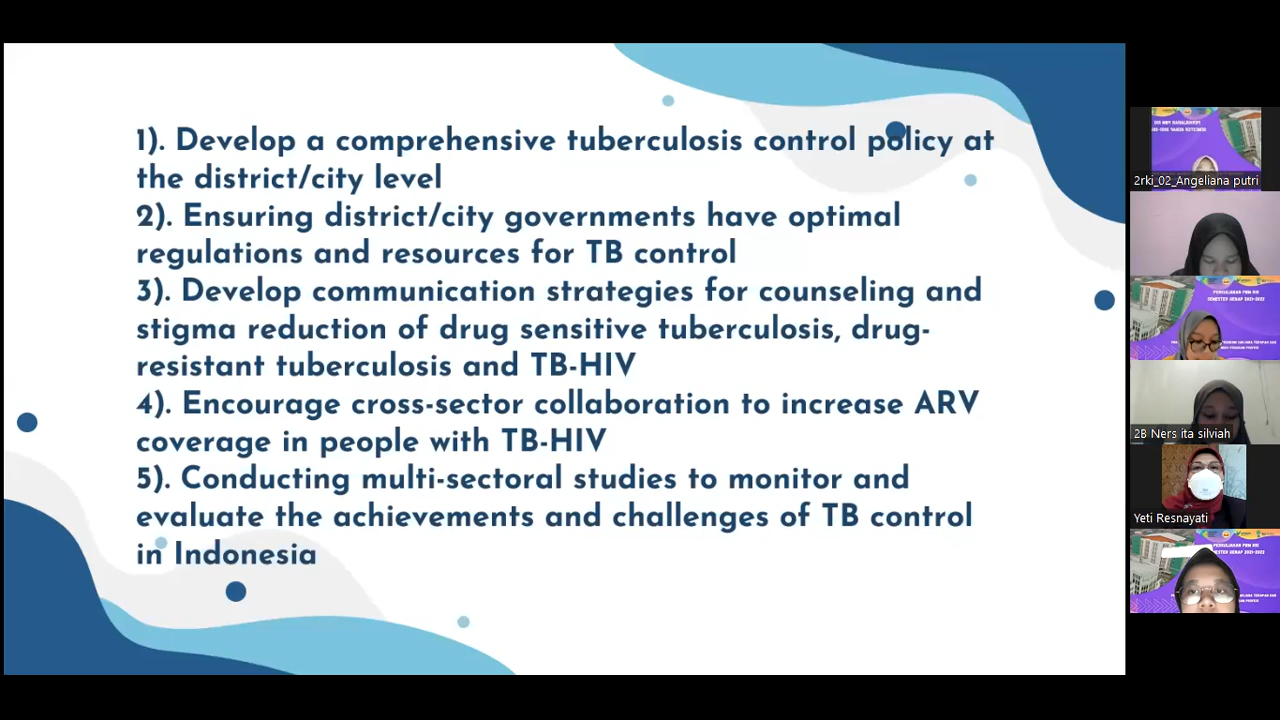 1). Develop a comprehensive tuberculosis control policy at
the district/city level
2). Ensuring district/city governments have optimal
regulations and resources for TB control
3). Develop communication strategies for counseling and
stigma reduction of drug sensitive tuberculosis, drug-
resistant tuberculosis and TB-HIV
4). Encourage cross-sector collaboration to increase ARV
coverage in people with TB-HIV
5). Conducting multi-sectoral studies to monitor and
evaluate the achievements and challenges of TB control
in Indonesia
2rki_02_Angeliana putri
SEMESTER GENAP 2021-2022
2B Ners ita silviah
Yeti Resnayati